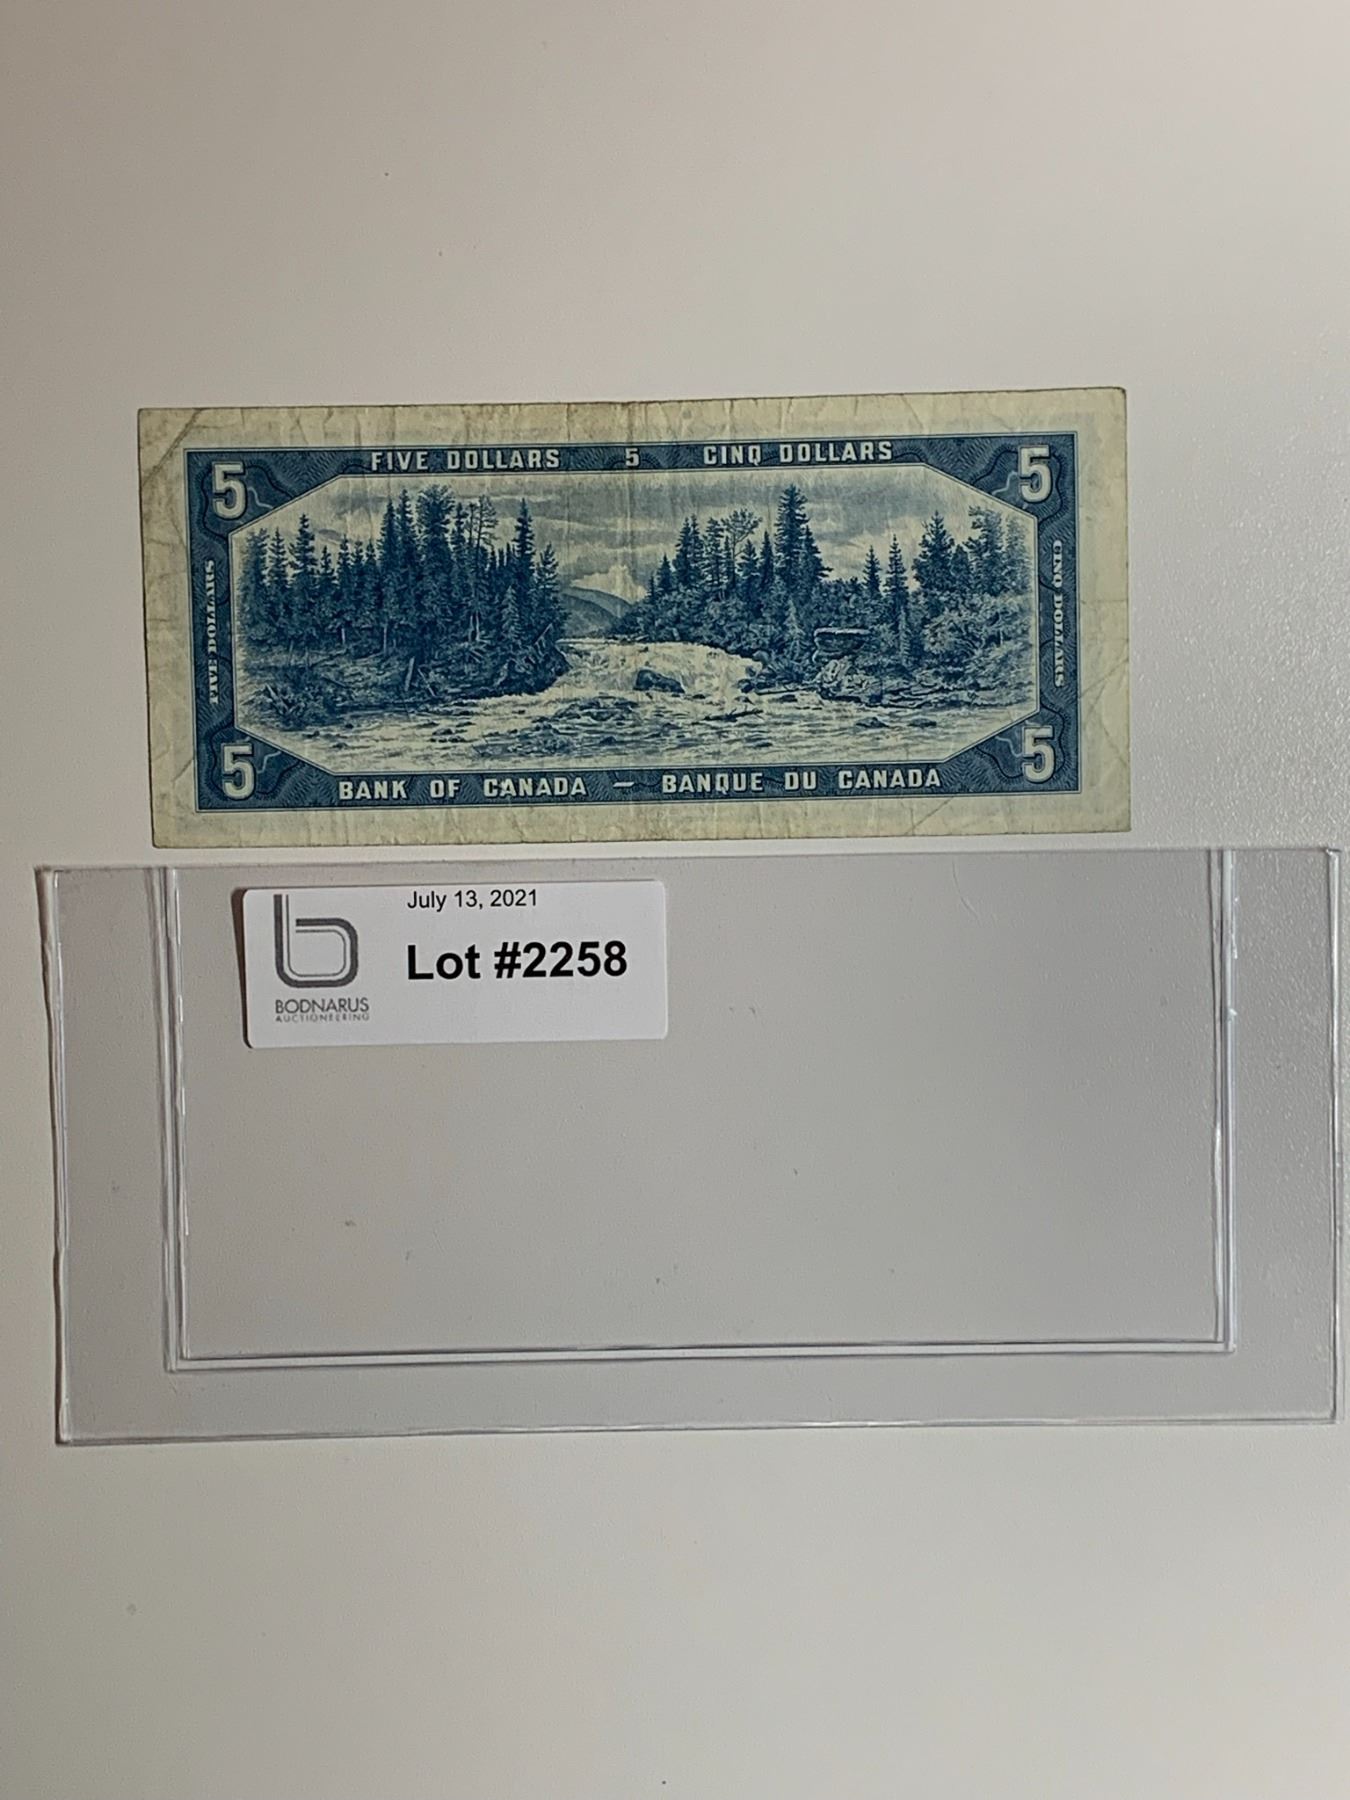 FIVE DOLLARS 5 CINQ DOLLARS
5 5
FIVE DOLLARS
CINQ DOLLARS
5 5
BANK OF CANADA — BANQUE DU CANADA
July 13, 2021
Lot #2258
b
BODNARUS
AUCTIONEERING